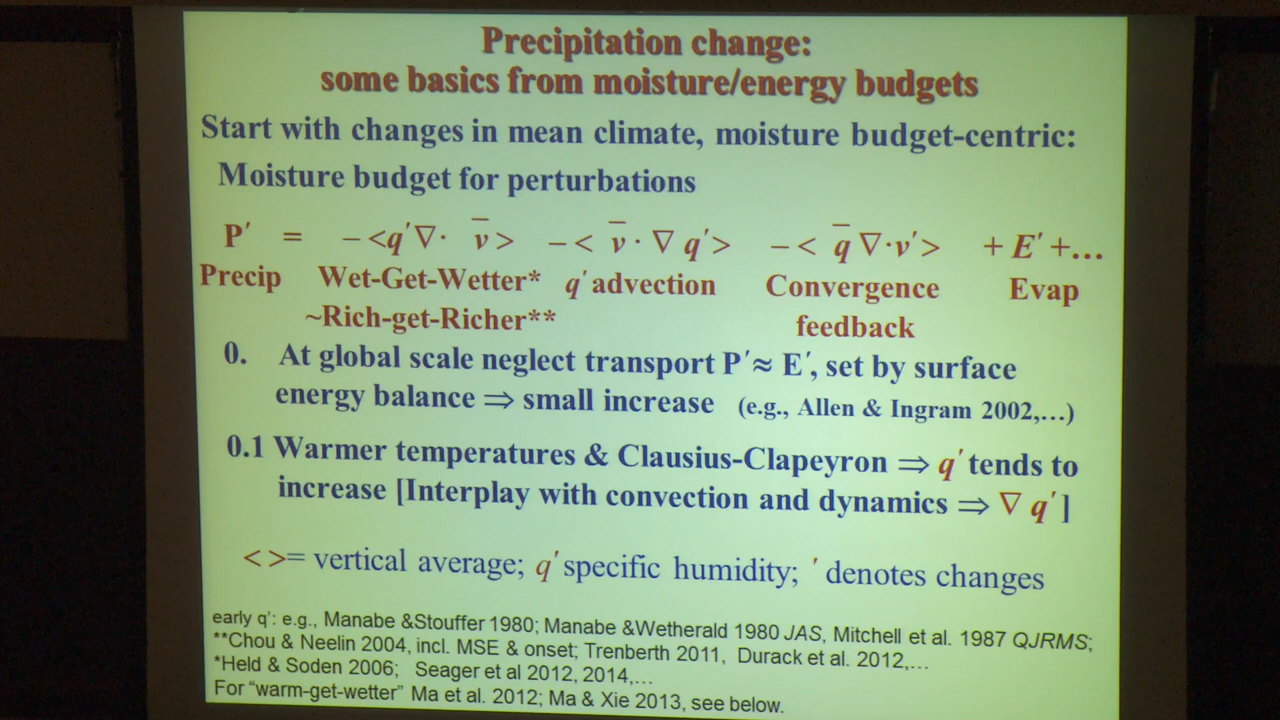 Precipitation change:
some basics from moisture/energy budgets
Start with changes in mean climate, moisture budget-centric:
Moisture budget for perturbations
P′ = −<q′∇· v̅> −< v̅ · ∇ q′> −< q̅ ∇·v′> + E′ +…
Precip Wet-Get-Wetter* q′ advection Convergence Evap
~Rich-get-Richer** feedback
0. At global scale neglect transport P′≈ E′, set by surface
energy balance ⇒ small increase (e.g., Allen & Ingram 2002,…)
0.1 Warmer temperatures & Clausius-Clapeyron ⇒ q′ tends to
increase [Interplay with convection and dynamics ⇒ ∇ q′]
< >= vertical average; q′ specific humidity; ′ denotes changes
early q': e.g., Manabe &Stouffer 1980; Manabe &Wetherald 1980 JAS, Mitchell et al. 1987 QJRMS;
**Chou & Neelin 2004, incl. MSE & onset; Trenberth 2011, Durack et al. 2012,…
*Held & Soden 2006; Seager et al 2012, 2014,…
For “warm-get-wetter” Ma et al. 2012; Ma & Xie 2013, see below.